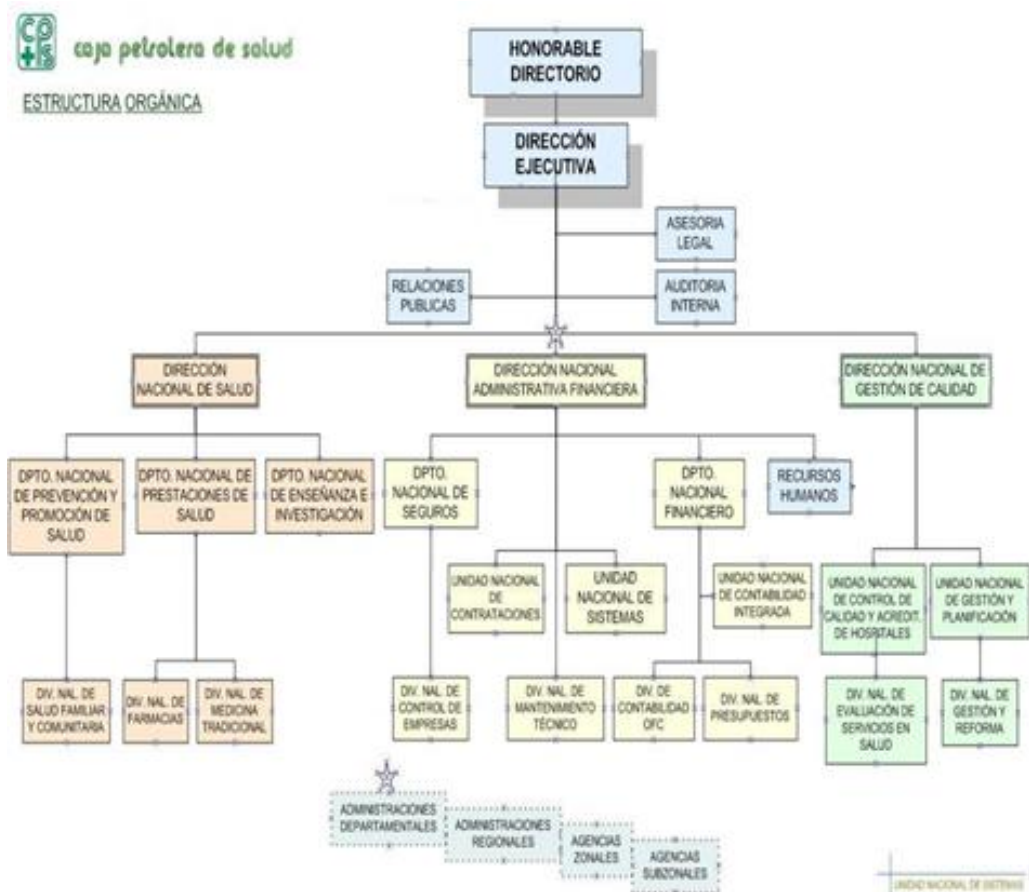 CPS
caja petrolera de salud
ESTRUCTURA ORGÁNICA
HONORABLE
DIRECTORIO
DIRECCIÓN
EJECUTIVA
ASESORIA
LEGAL
RELACIONES
PUBLICAS
AUDITORIA
INTERNA
DIRECCIÓN
NACIONAL DE SALUD
DIRECCIÓN NACIONAL
ADMINISTRATIVA FINANCIERA
DIRECCIÓN NACIONAL DE
GESTIÓN DE CALIDAD
DPTO. NACIONAL
DE PREVENCIÓN Y
PROMOCIÓN DE
SALUD
DPTO. NACIONAL DE
PRESTACIONES DE
SALUD
DPTO. NACIONAL
DE ENSEÑANZA E
INVESTIGACIÓN
DPTO.
NACIONAL DE
SEGUROS
DPTO.
NACIONAL
FINANCIERO
RECURSOS
HUMANOS
UNIDAD NACIONAL
DE
CONTRATACIONES
UNIDAD
NACIONAL DE
SISTEMAS
UNIDAD NACIONAL
DE CONTABILIDAD
INTEGRADA
UNIDAD NACIONAL
DE CONTROL DE
CALIDAD Y ACREDIT.
DE HOSPITALES
UNIDAD NACIONAL
DE GESTIÓN Y
PLANIFICACIÓN
DIV. NAL. DE
SALUD FAMILIAR
Y COMUNITARIA
DIV. NAL. DE
FARMACIAS
DIV. NAL. DE
MEDICINA
TRADICIONAL
DIV. NAL. DE
CONTROL DE
EMPRESAS
DIV. NAL. DE
MANTENIMIENTO
TÉCNICO
DIV. DE
CONTABILIDAD
OFC
DIV. NAL. DE
PRESUPUESTOS
DIV. NAL. DE
EVALUACIÓN DE
SERVICIOS EN
SALUD
DIV. NAL. DE
GESTIÓN Y
REFORMA
ADMINISTRACIONES
DEPARTAMENTALES
ADMINISTRACIONES
REGIONALES
AGENCIAS
ZONALES
AGENCIAS
SUBZONALES
UNIDAD NACIONAL DE SISTEMAS